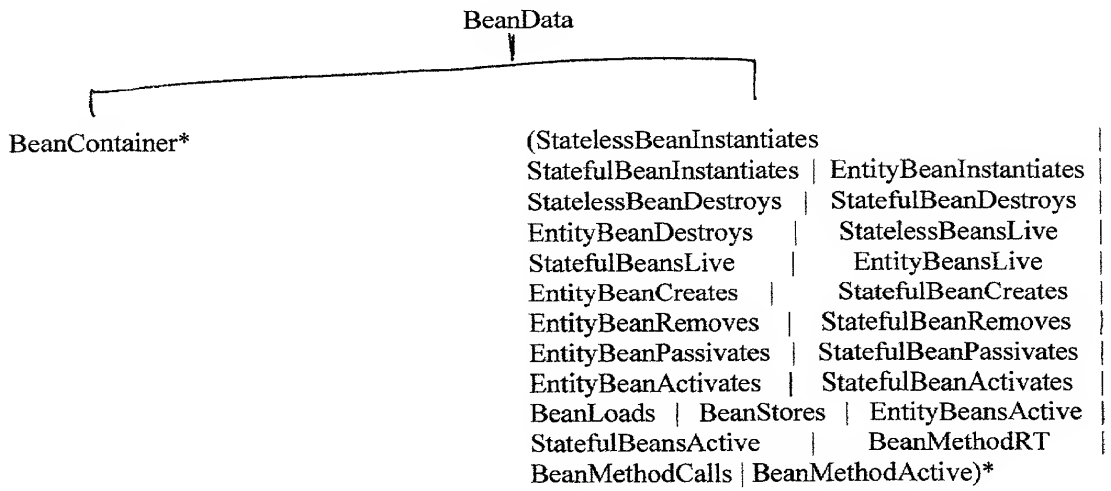 BeanData
BeanContainer*
(StatelessBeanInstantiates |
StatefulBeanInstantiates | EntityBeanInstantiates |
StatelessBeanDestroys | StatefulBeanDestroys |
EntityBeanDestroys | StatelessBeansLive |
StatefulBeansLive | EntityBeansLive |
EntityBeanCreates | StatefulBeanCreates |
EntityBeanRemoves | StatefulBeanRemoves |
EntityBeanPassivates | StatefulBeanPassivates |
EntityBeanActivates | StatefulBeanActivates |
BeanLoads | BeanStores | EntityBeansActive |
StatefulBeansActive | BeanMethodRT |
BeanMethodCalls | BeanMethodActive)*